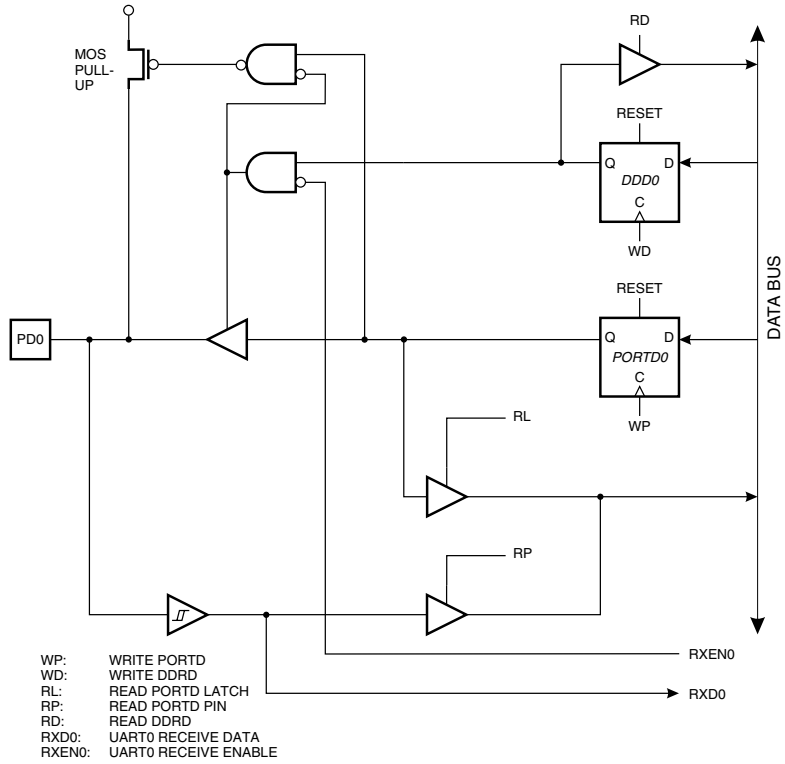 RD
MOS
PULL-
UP
RESET
Q
D
DDD0
C
WD
DATA BUS
RESET
PD0
Q
D
PORTD0
C
WP
RL
RP
RXEN0
RXD0
WP: WRITE PORTD
WD: WRITE DDRD
RL: READ PORTD LATCH
RP: READ PORTD PIN
RD: READ DDRD
RXD0: UART0 RECEIVE DATA
RXEN0: UART0 RECEIVE ENABLE